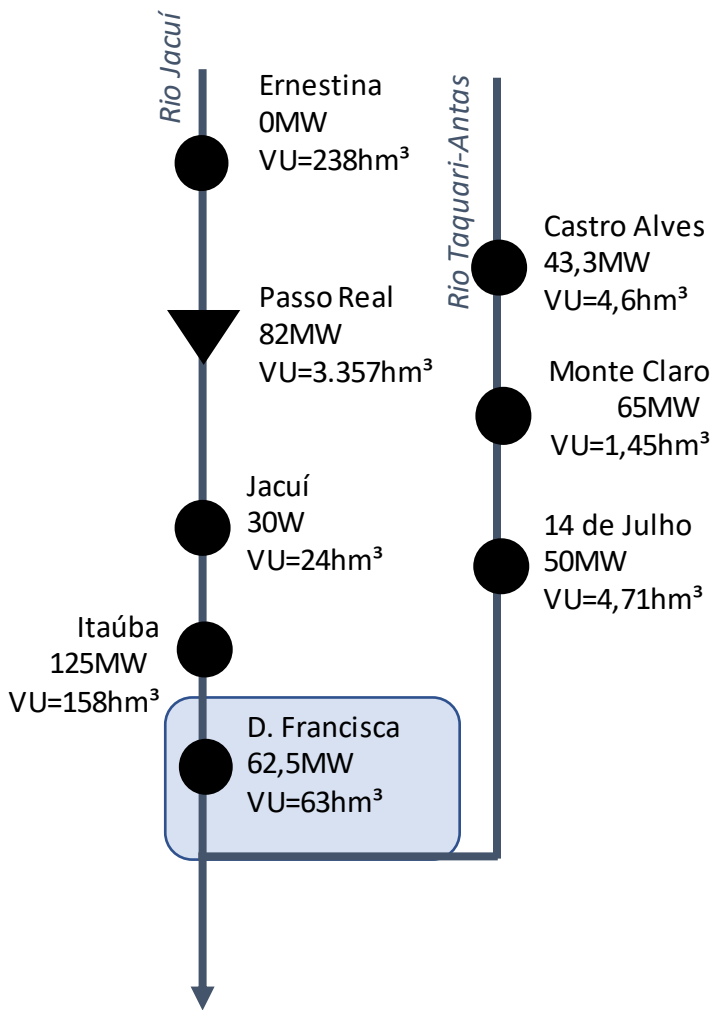 Rio Jacuí
Ernestina
0MW
VU=238hm³
Passo Real
82MW
VU=3.357hm³
Jacuí
30W
VU=24hm³
Itaúba
125MW
VU=158hm³
D. Francisca
62,5MW
VU=63hm³
Rio Taquari-Antas
Castro Alves
43,3MW
VU=4,6hm³
Monte Claro
65MW
VU=1,45hm³
14 de Julho
50MW
VU=4,71hm³